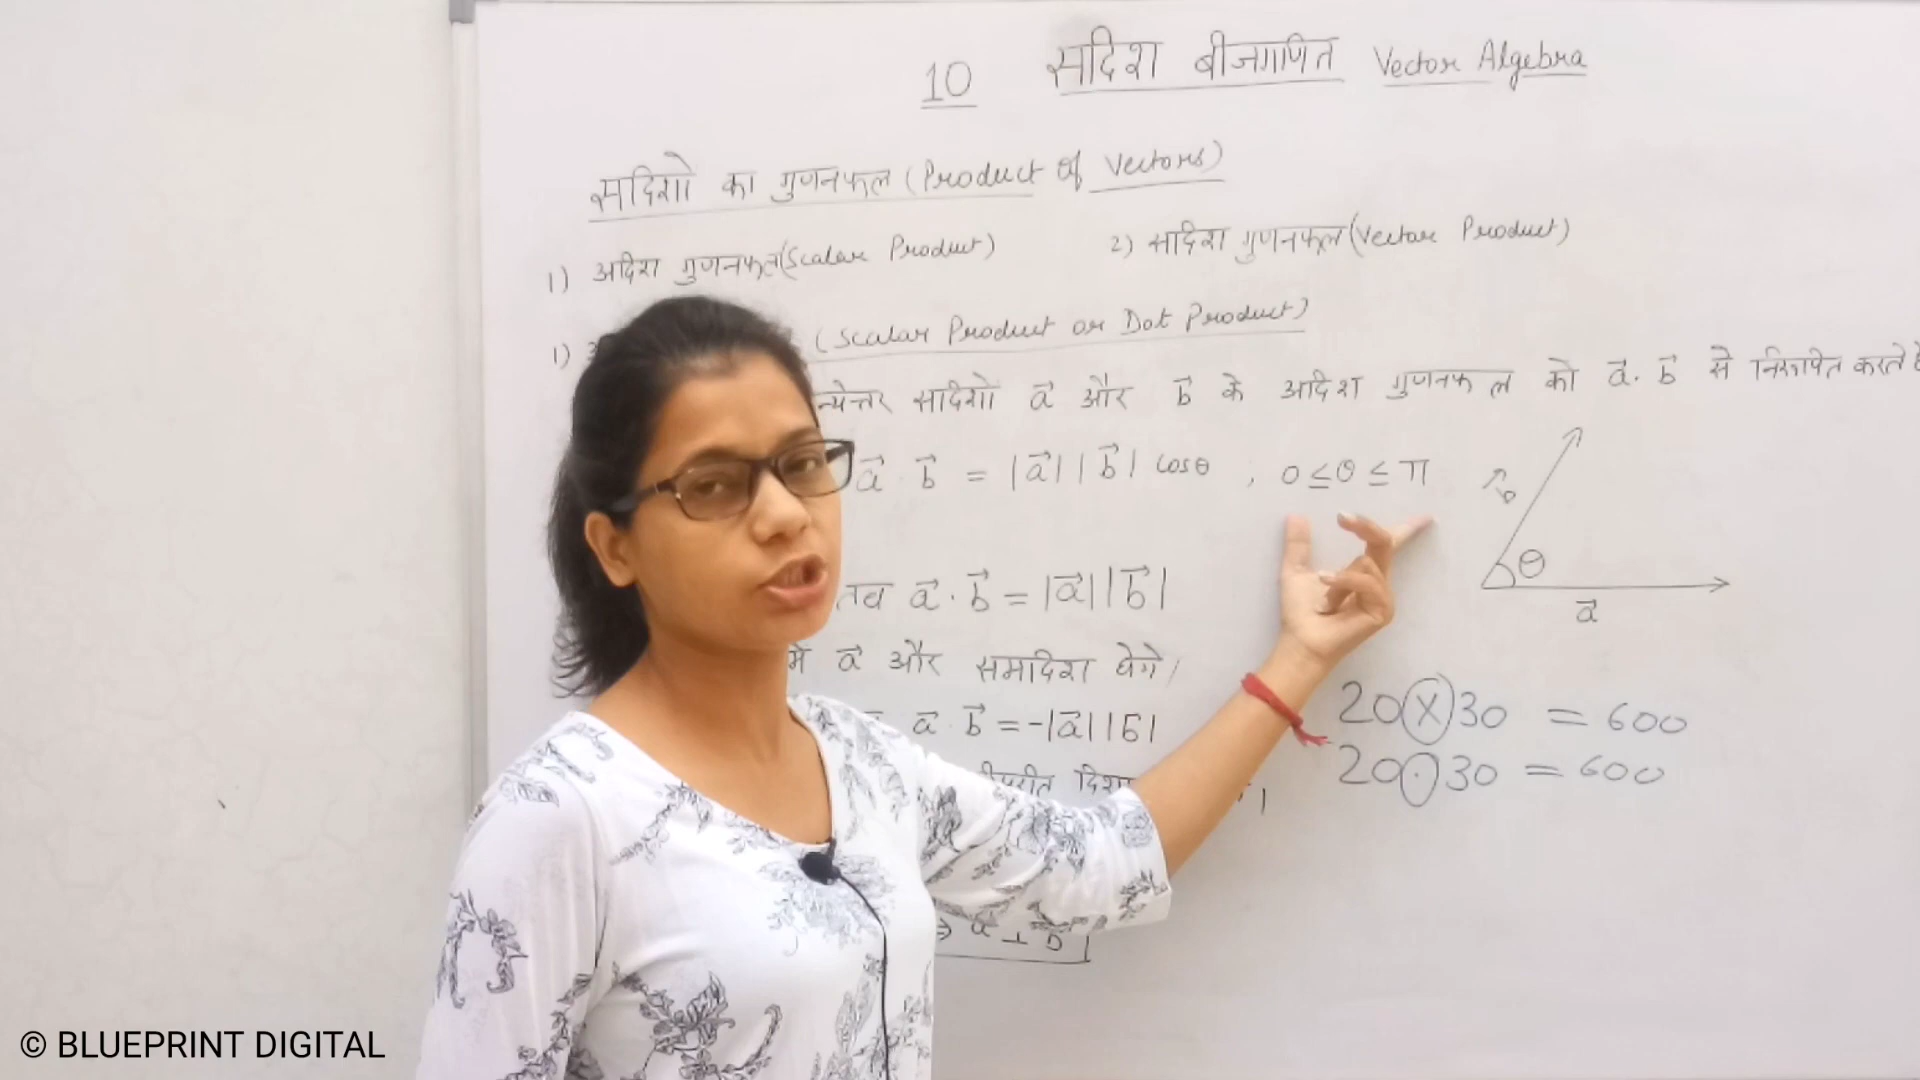 10 सदिश बीजगणित Vector Algebra
सदिशो का गुणनफल (Product of Vectors)
1) अदिश गुणनफल (Scalar Product) 2) सदिश गुणनफल (Vector Product)
1) (Scalar Product or Dot Product)
सदिशो a⃗ और b⃗ के अदिश गुणनफल को a⃗. b⃗ से निरूपित करते
a⃗ . b⃗ = |a⃗| |b⃗| cosθ ; 0 ≤ θ ≤ π
b⃗
θ
a⃗
तब a⃗ . b⃗ = |a⃗| |b⃗|
मे a⃗ और समदिश होगे।
a⃗ . b⃗ = -|a⃗| |b⃗|
20 × 30 = 600
20 . 30 = 600
⇒ a⃗ ⊥ b⃗
© BLUEPRINT DIGITAL